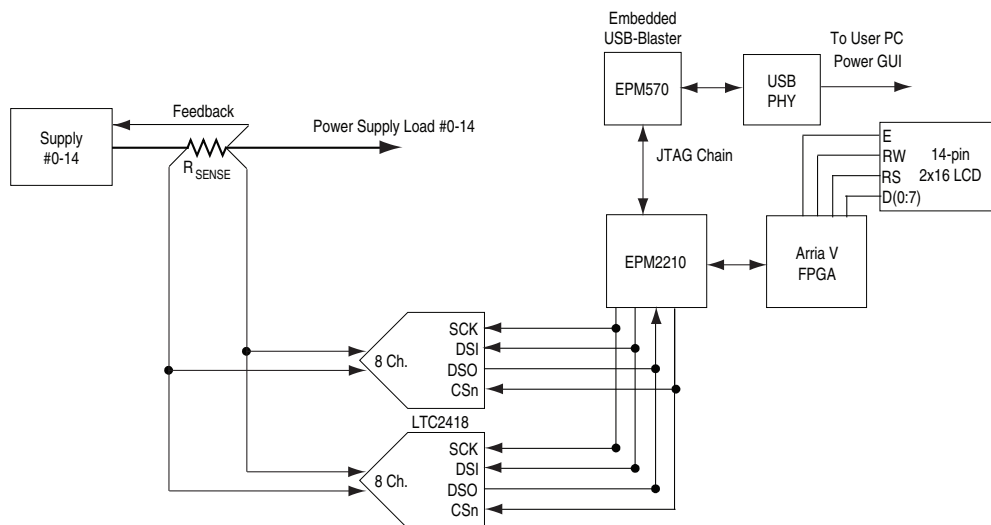 Embedded
USB-Blaster
To User PC
Power GUI
EPM570
USB
PHY
Feedback
Supply
#0-14
Power Supply Load #0-14
R SENSE
JTAG Chain
E
RW
RS
D(0:7)
14-pin
2x16 LCD
EPM2210
Arria V
FPGA
8 Ch.
SCK
DSI
DSO
CSn
LTC2418
8 Ch.
SCK
DSI
DSO
CSn